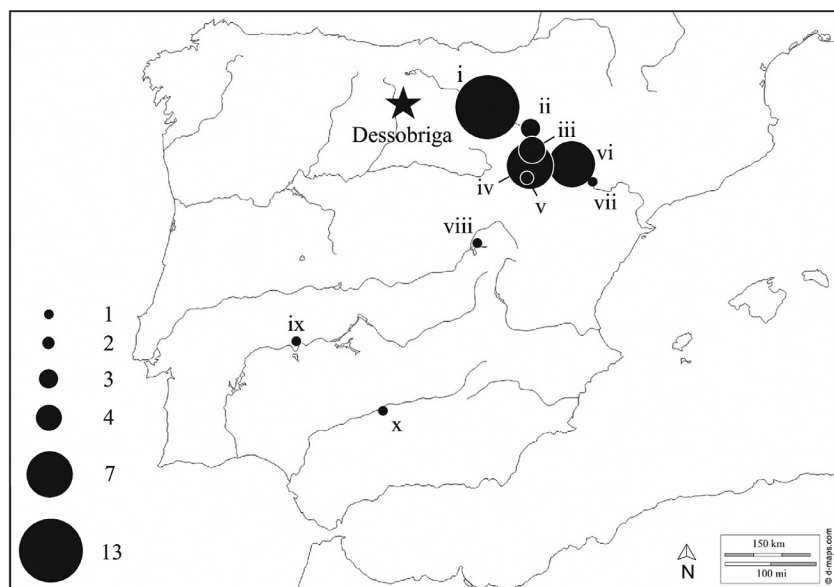 i
ii
Dessobriga
iii
vi
iv
v
vii
viii
1
ix
2
3
4
x
7
13
150 km
100 mi
N
© d-maps.com